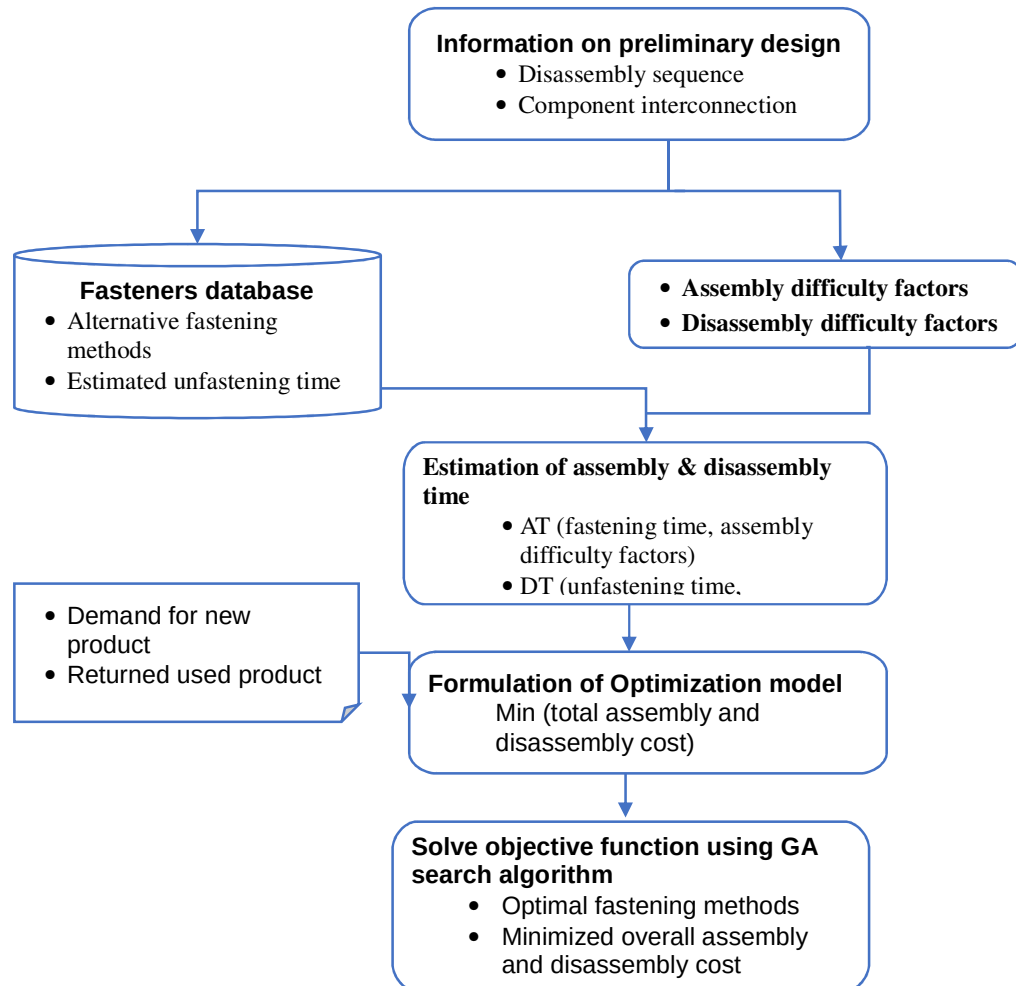 Information on preliminary design
• Disassembly sequence
• Component interconnection
Fasteners database
• Alternative fastening
methods
• Estimated unfastening time
• Assembly difficulty factors
• Disassembly difficulty factors
Estimation of assembly & disassembly
time
• AT (fastening time, assembly
difficulty factors)
• DT (unfastening time,
• Demand for new
product
• Returned used product
Formulation of Optimization model
Min (total assembly and
disassembly cost)
Solve objective function using GA
search algorithm
• Optimal fastening methods
• Minimized overall assembly
and disassembly cost